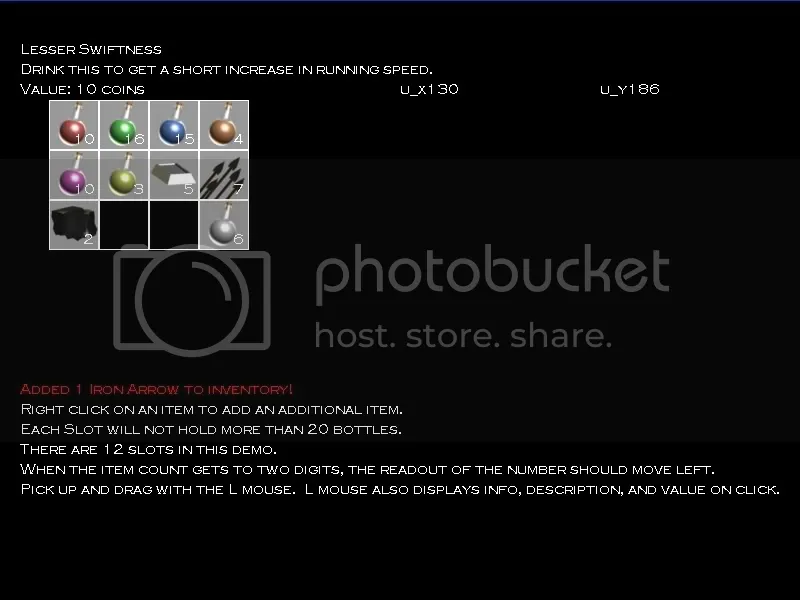 Lesser Swiftness
Drink this to get a short increase in running speed.
Value: 10 coins u_x130 u_y186
10 16 15 4
10 3 5 7
2 6
photobucket
host. store. share.
Added 1 Iron Arrow to inventory!
Right click on an item to add an additional item.
Each Slot will not hold more than 20 bottles.
There are 12 slots in this demo.
When the item count gets to two digits, the readout of the number should move left.
Pick up and drag with the L mouse. L mouse also displays info, description, and value on click.